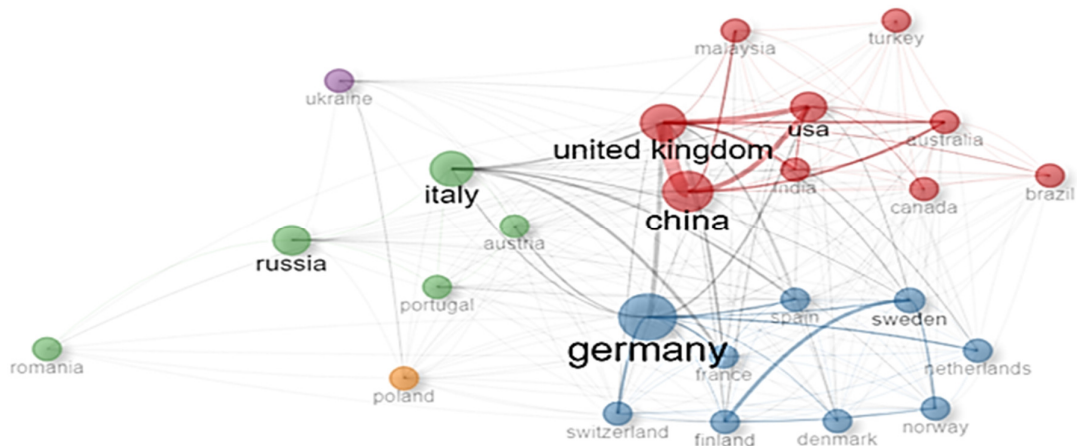 malaysia
turkey
ukraine
usa
australia
united kingdom
italy
india
brazil
canada
china
austria
russia
portugal
spain
sweden
germany
romania
france
netherlands
poland
switzerland
finland
denmark
norway